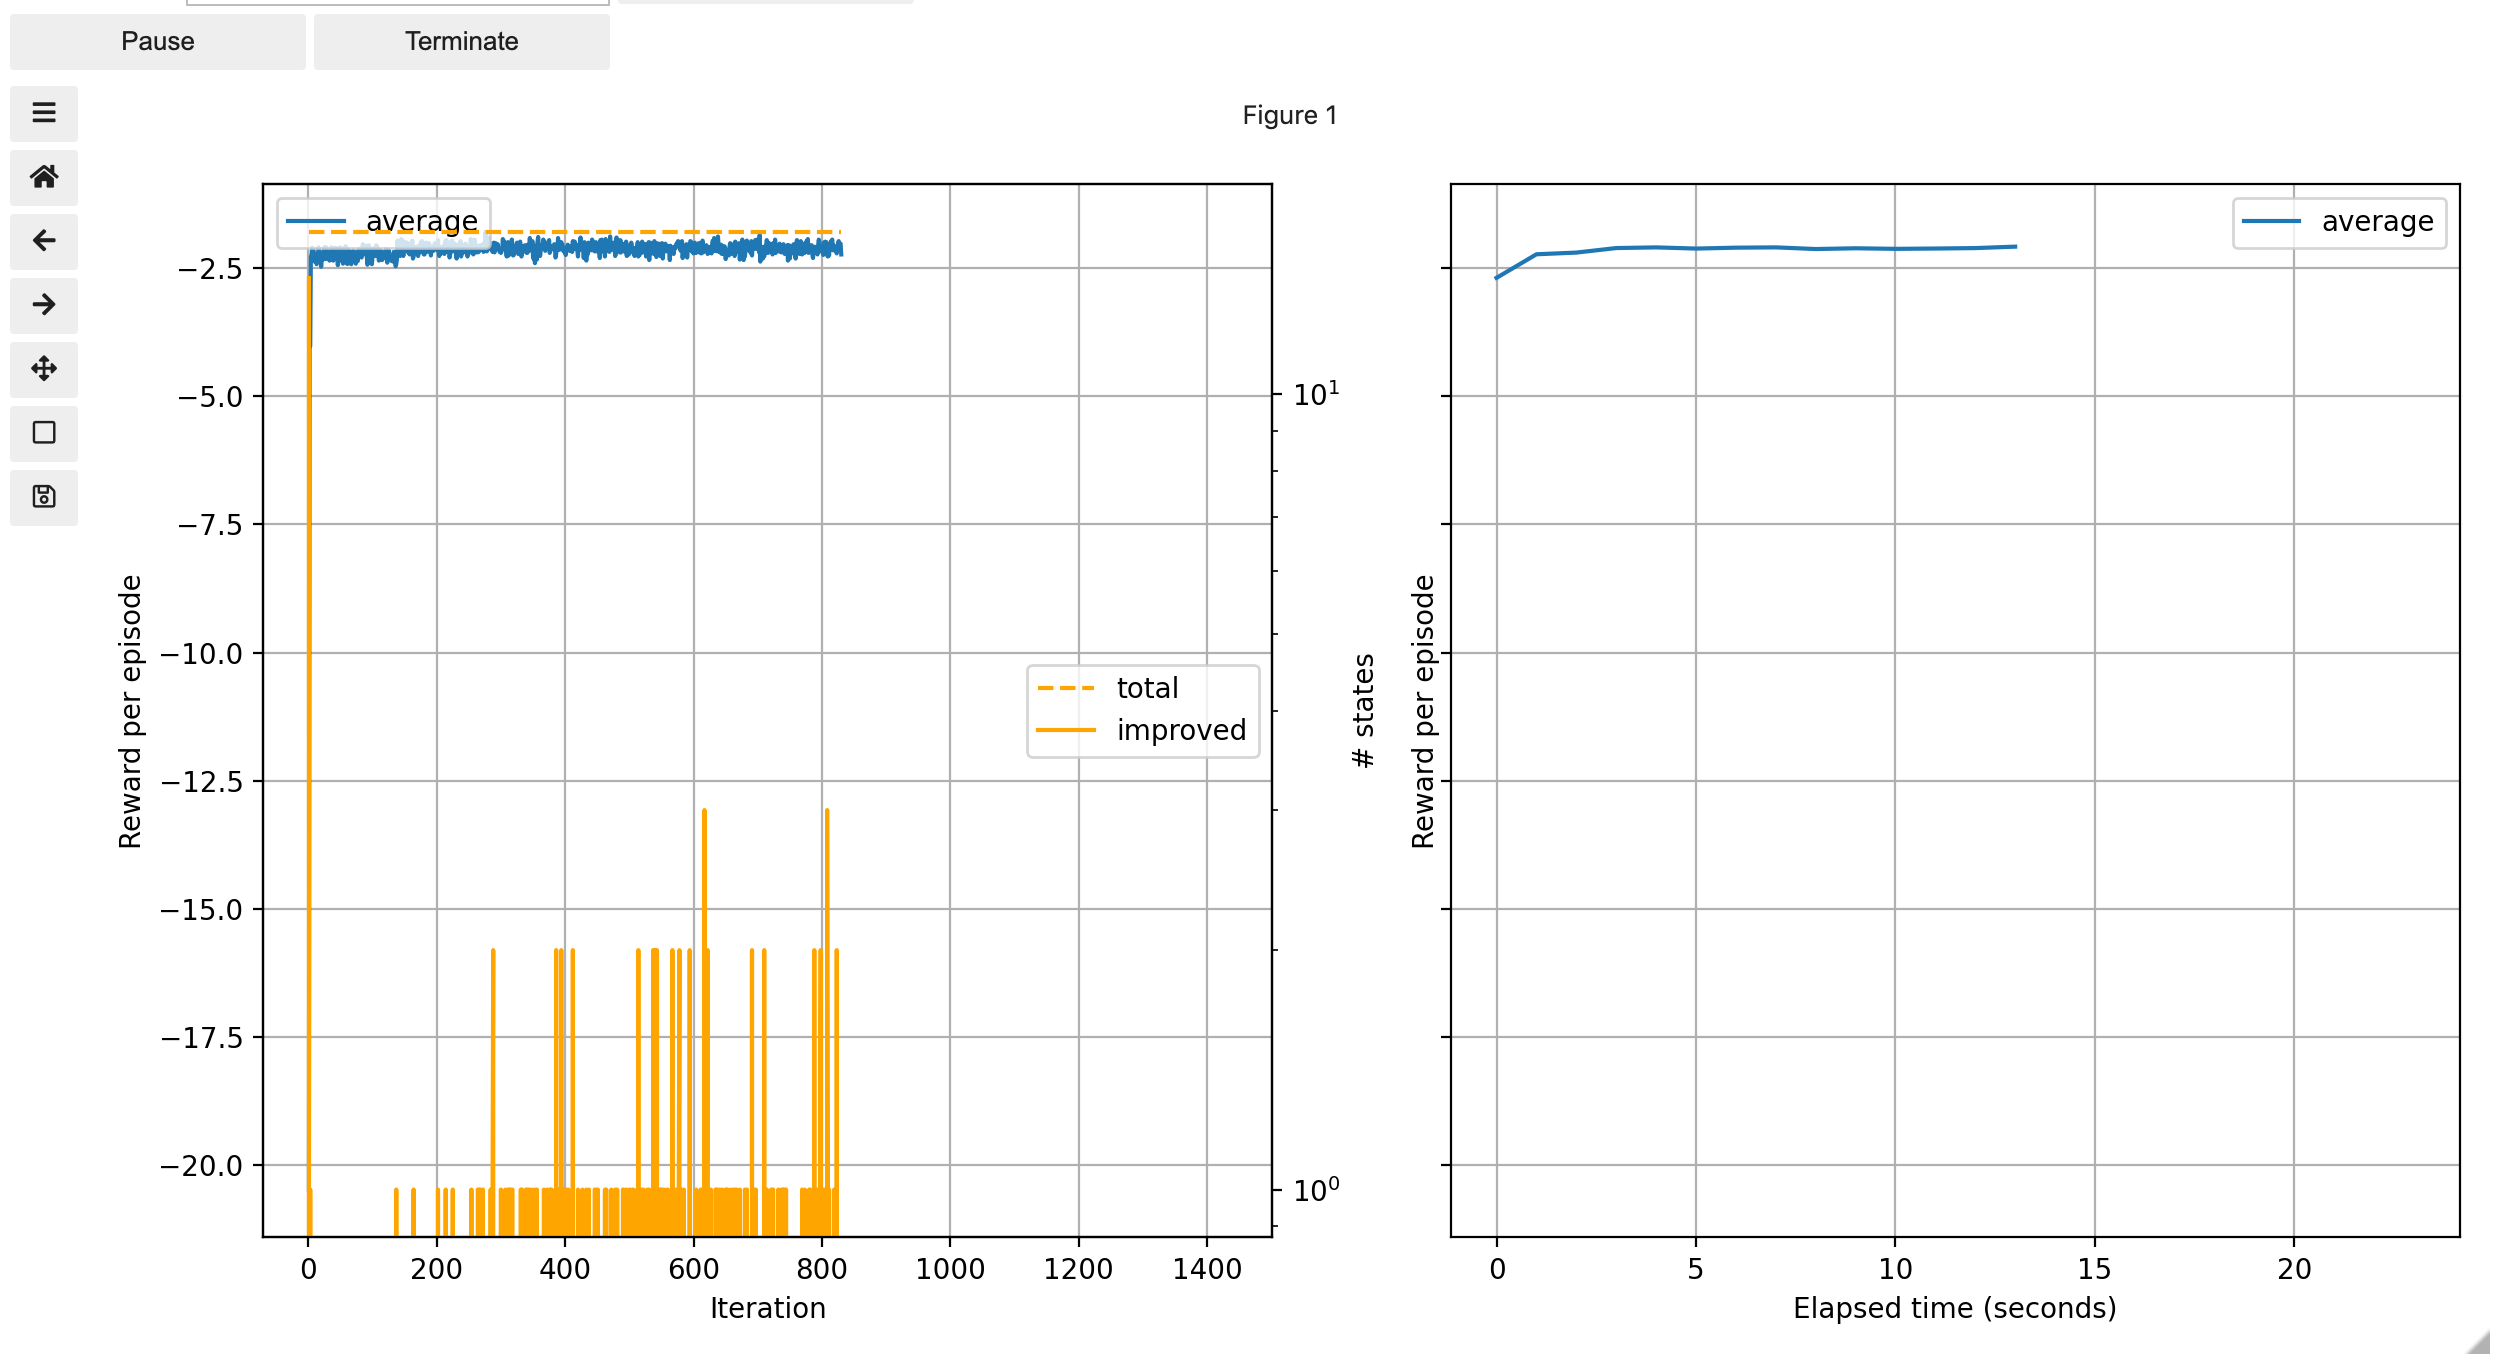 Pause
Terminate
Figure 1
average
−2.5
−5.0
−7.5
−10.0
−12.5
−15.0
−17.5
−20.0
Reward per episode
0
200
400
600
800
1000
1200
1400
Iteration
total
improved
10¹
10⁰
# states
average
Reward per episode
0
5
10
15
20
Elapsed time (seconds)